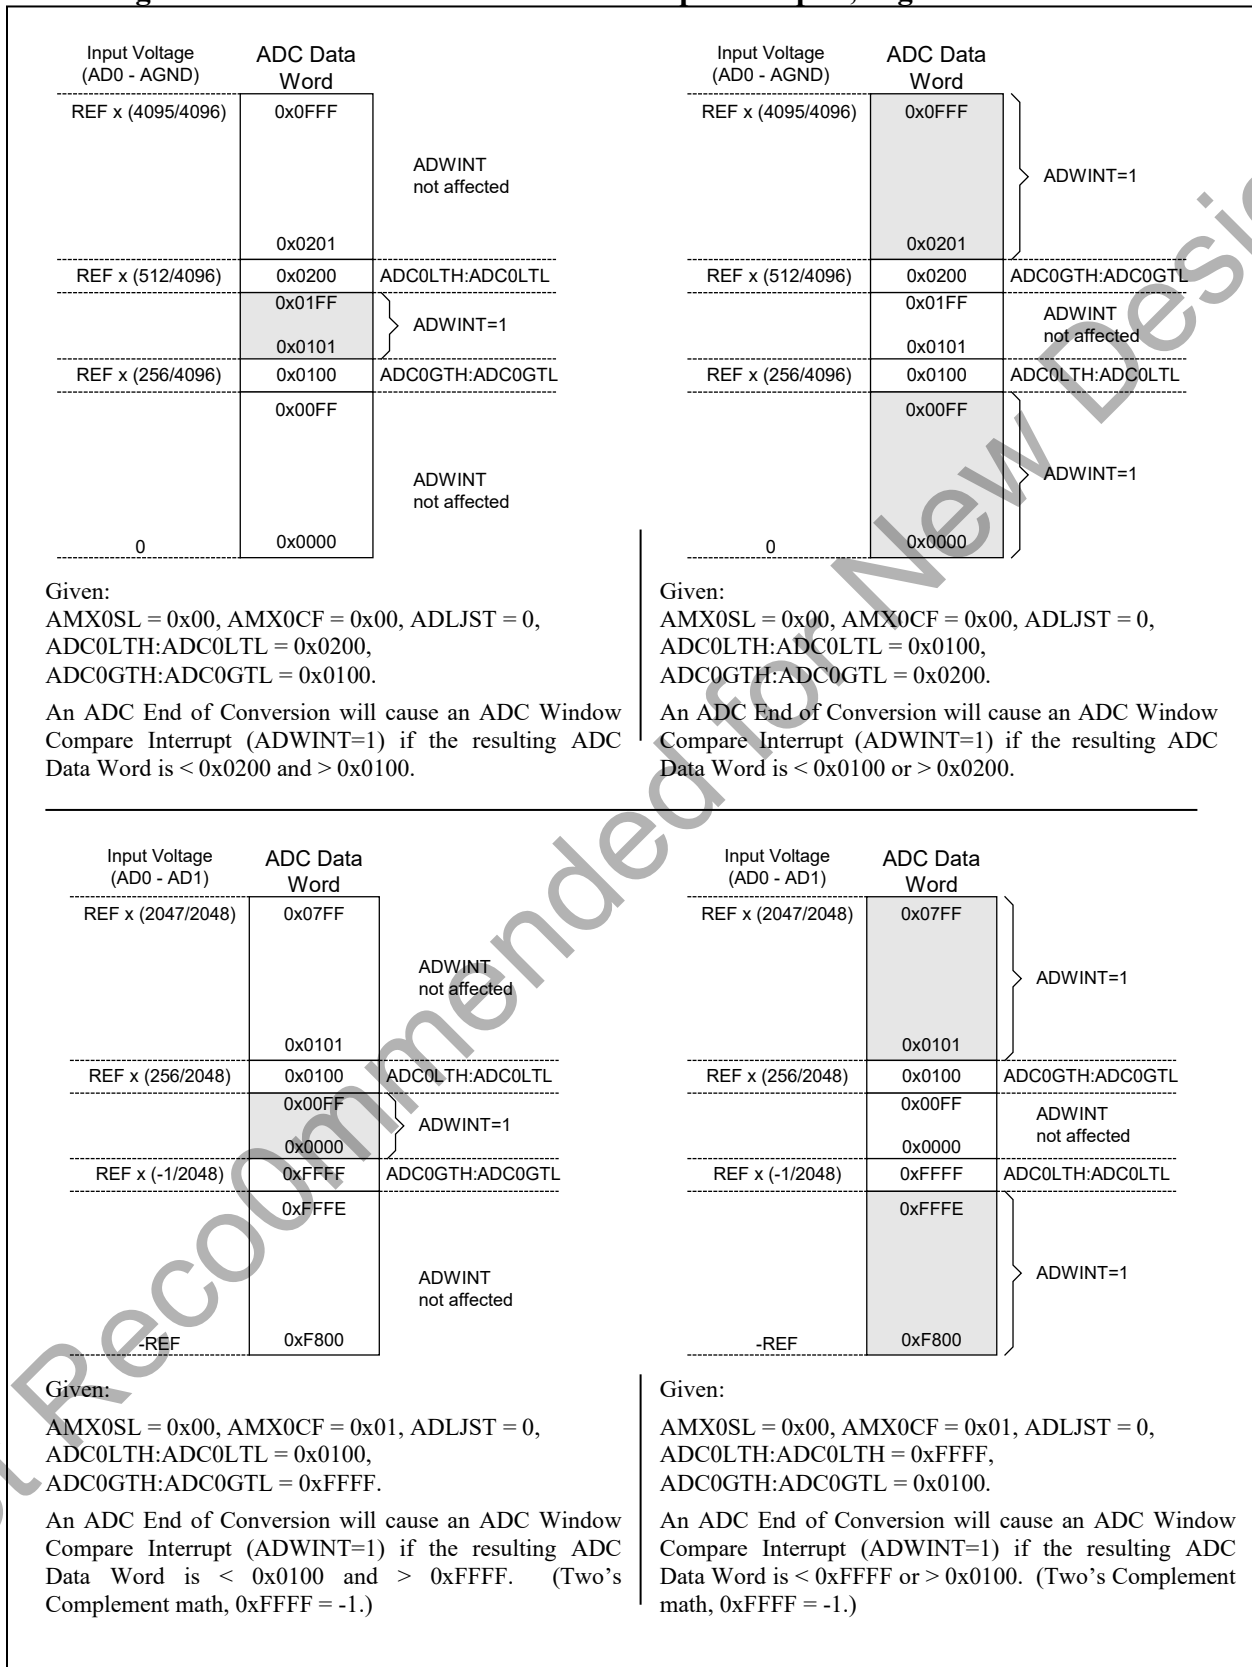 Input Voltage
(AD0 - AGND)
ADC Data
Word
REF x (4095/4096)
0x0FFF
ADWINT
not affected
0x0201
REF x (512/4096)
0x0200
ADC0LTH:ADC0LTL
0x01FF
ADWINT=1
0x0101
REF x (256/4096)
0x0100
ADC0GTH:ADC0GTL
0x00FF
ADWINT
not affected
0
0x0000
Given:
AMX0SL = 0x00, AMX0CF = 0x00, ADLJST = 0,
ADC0LTH:ADC0LTL = 0x0200,
ADC0GTH:ADC0GTL = 0x0100.
An ADC End of Conversion will cause an ADC Window
Compare Interrupt (ADWINT=1) if the resulting ADC
Data Word is < 0x0200 and > 0x0100.
Input Voltage
(AD0 - AGND)
ADC Data
Word
REF x (4095/4096)
0x0FFF
ADWINT=1
0x0201
REF x (512/4096)
0x0200
ADC0GTH:ADC0GTL
0x01FF
ADWINT
not affected
0x0101
REF x (256/4096)
0x0100
ADC0LTH:ADC0LTL
0x00FF
ADWINT=1
0
0x0000
Given:
AMX0SL = 0x00, AMX0CF = 0x00, ADLJST = 0,
ADC0LTH:ADC0LTL = 0x0100,
ADC0GTH:ADC0GTL = 0x0200.
An ADC End of Conversion will cause an ADC Window
Compare Interrupt (ADWINT=1) if the resulting ADC
Data Word is < 0x0100 or > 0x0200.
Input Voltage
(AD0 - AD1)
ADC Data
Word
REF x (2047/2048)
0x07FF
ADWINT
not affected
0x0101
REF x (256/2048)
0x0100
ADC0LTH:ADC0LTL
0x00FF
ADWINT=1
0x0000
REF x (-1/2048)
0xFFFF
ADC0GTH:ADC0GTL
0xFFFE
ADWINT
not affected
-REF
0xF800
Given:
AMX0SL = 0x00, AMX0CF = 0x01, ADLJST = 0,
ADC0LTH:ADC0LTL = 0x0100,
ADC0GTH:ADC0GTL = 0xFFFF.
An ADC End of Conversion will cause an ADC Window
Compare Interrupt (ADWINT=1) if the resulting ADC
Data Word is < 0x0100 and > 0xFFFF. (Two's
Complement math, 0xFFFF = -1.)
Input Voltage
(AD0 - AD1)
ADC Data
Word
REF x (2047/2048)
0x07FF
ADWINT=1
0x0101
REF x (256/2048)
0x0100
ADC0GTH:ADC0GTL
0x00FF
ADWINT
not affected
0x0000
REF x (-1/2048)
0xFFFF
ADC0LTH:ADC0LTL
0xFFFE
ADWINT=1
-REF
0xF800
Given:
AMX0SL = 0x00, AMX0CF = 0x01, ADLJST = 0,
ADC0LTH:ADC0LTH = 0xFFFF,
ADC0GTH:ADC0GTL = 0x0100.
An ADC End of Conversion will cause an ADC Window
Compare Interrupt (ADWINT=1) if the resulting ADC
Data Word is < 0xFFFF or > 0x0100. (Two's Complement
math, 0xFFFF = -1.)
Reco0mmended for New Desig